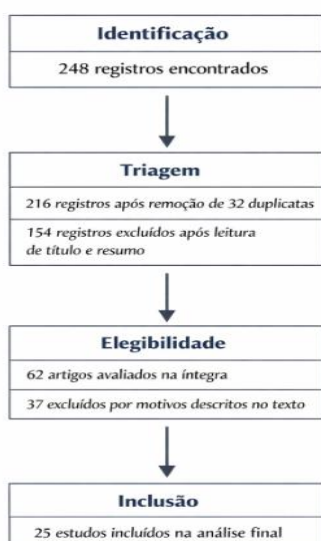 Identificação
248 registros encontrados
Triagem
216 registros após remoção de 32 duplicatas
154 registros excluídos após leitura
de título e resumo
Elegibilidade
62 artigos avaliados na íntegra
37 excluídos por motivos descritos no texto
Inclusão
25 estudos incluídos na análise final